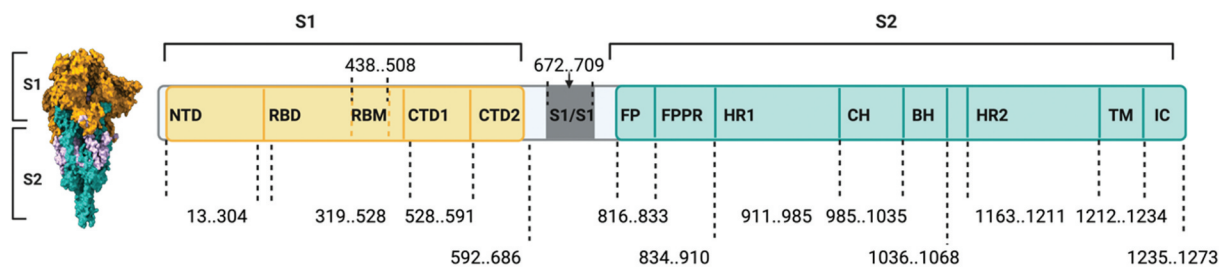 S1
S2
438..508
672..709
S1
S2
NTD
RBD
RBM
CTD1
CTD2
S1/S1
FP
FPPR
HR1
CH
BH
HR2
TM
IC
13..304
319..528
528..591
816..833
911..985
985..1035
1163..1211
1212..1234
592..686
834..910
1036..1068
1235..1273